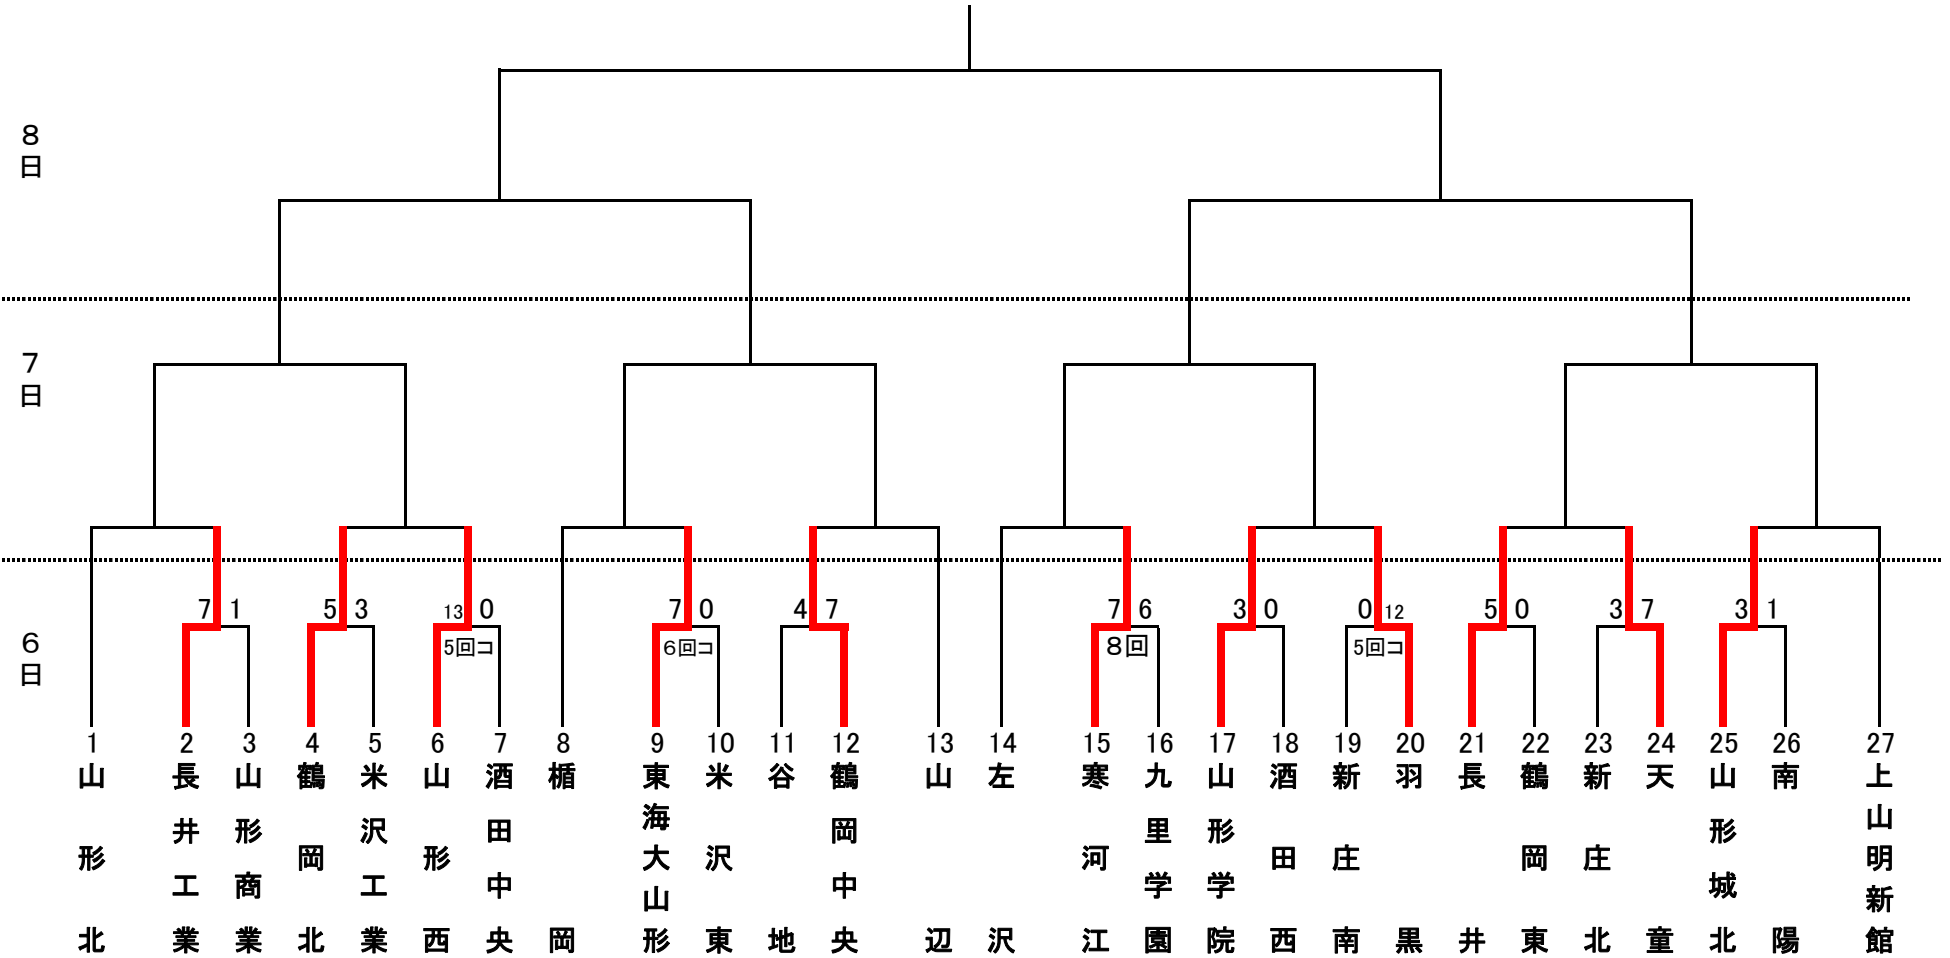 ８日
７日
６日
7 1
5 3
13 0
5回コ
7 0
６回コ
4 7
7 6
８回
3 0
0 12
5回コ
5 0
3 7
3 1
1 山形北
2 長井工業
3 山形商業
4 鶴岡北
5 米沢工業
6 山形西
7 酒田中央
8 楯岡
9 東海大山形
10 米沢東
11 谷地
12 鶴岡中央
13 山辺
14 左沢
15 寒河江
16 九里学園
17 山形学院
18 酒田西
19 新庄南
20 羽黒
21 長井
22 鶴岡東
23 新庄北
24 天童
25 山形城北
26 南陽
27 上山明新館